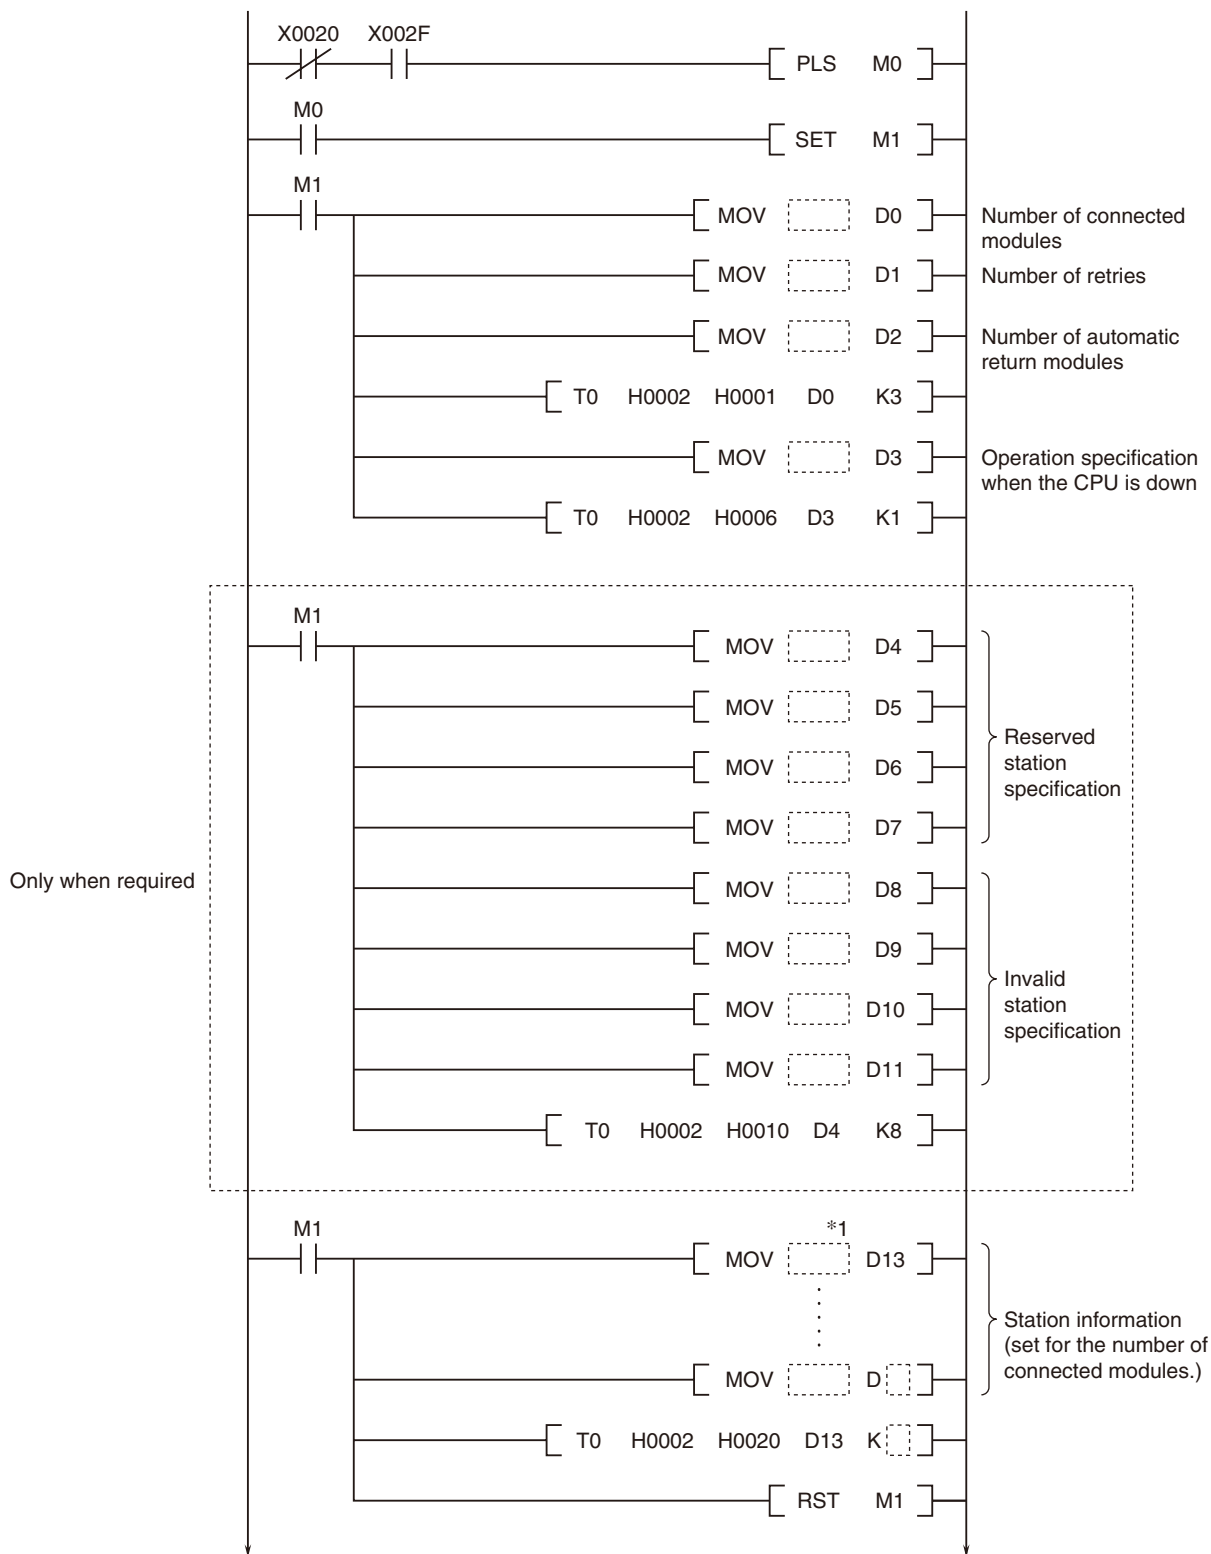 X0020 X002F
PLS M0
M0
SET M1
M1
MOV D0
Number of connected
modules
MOV D1
Number of retries
MOV D2
Number of automatic
return modules
T0 H0002 H0001 D0 K3
MOV D3
Operation specification
when the CPU is down
T0 H0002 H0006 D3 K1
Only when required
M1
MOV D4
MOV D5
MOV D6
MOV D7
Reserved
station
specification
MOV D8
MOV D9
MOV D10
MOV D11
Invalid
station
specification
T0 H0002 H0010 D4 K8
M1
*1
MOV D13
MOV D
Station information
(set for the number of
connected modules.)
T0 H0002 H0020 D13 K
RST M1